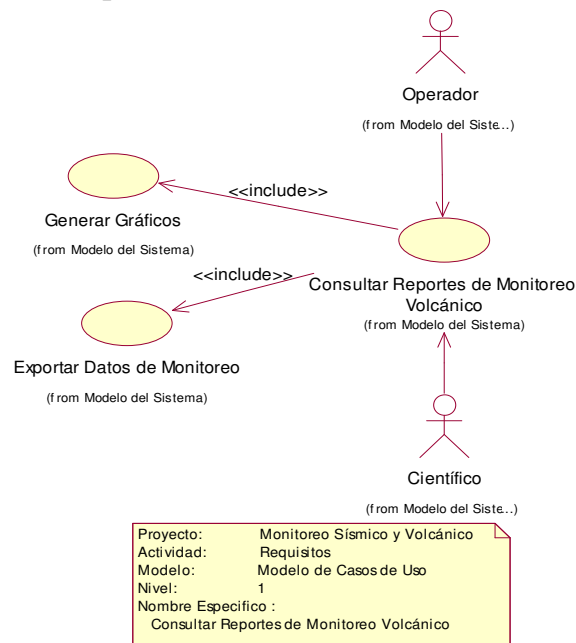 Operador
(from Modelo del Siste...)
<<include>>
Generar Gráficos
(from Modelo del Sistema)
<<include>>
Consultar Reportes de Monitoreo
Volcánico
(from Modelo del Sistema)
Exportar Datos de Monitoreo
(from Modelo del Sistema)
Científico
(from Modelo del Siste...)
Proyecto: Monitoreo Sísmico y Volcánico
Actividad: Requisitos
Modelo: Modelo de Casos de Uso
Nivel: 1
Nombre Especifico :
Consultar Reportes de Monitoreo Volcánico